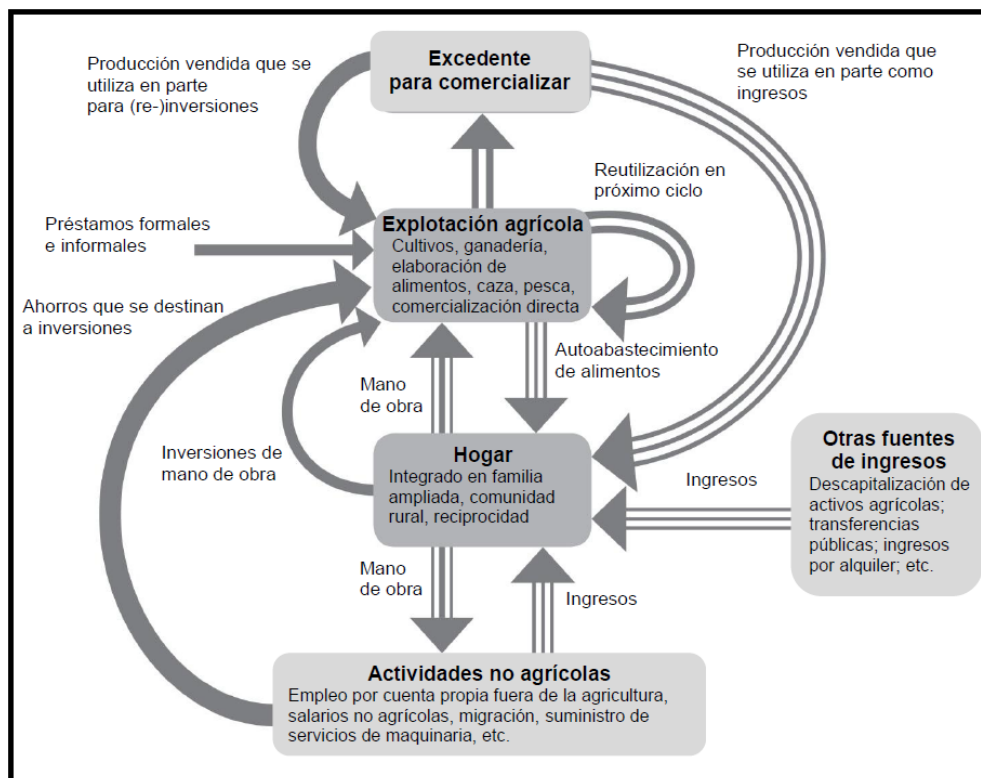 Producción vendida que se
utiliza en parte
para (re-)inversiones
Excedente
para comercializar
Producción vendida que
se utiliza en parte como
ingresos
Reutilización en
próximo ciclo
Préstamos formales
e informales
Explotación agrícola
Cultivos, ganadería,
elaboración de
alimentos, caza, pesca,
comercialización directa
Ahorros que se destinan
a inversiones
Autoabastecimiento
de alimentos
Mano
de obra
Inversiones de
mano de obra
Hogar
Integrado en familia
ampliada, comunidad
rural, reciprocidad
Ingresos
Otras fuentes
de ingresos
Descapitalización de
activos agrícolas;
transferencias
públicas; ingresos
por alquiler; etc.
Mano
de obra
Ingresos
Actividades no agrícolas
Empleo por cuenta propia fuera de la agricultura,
salarios no agrícolas, migración, suministro de
servicios de maquinaria, etc.